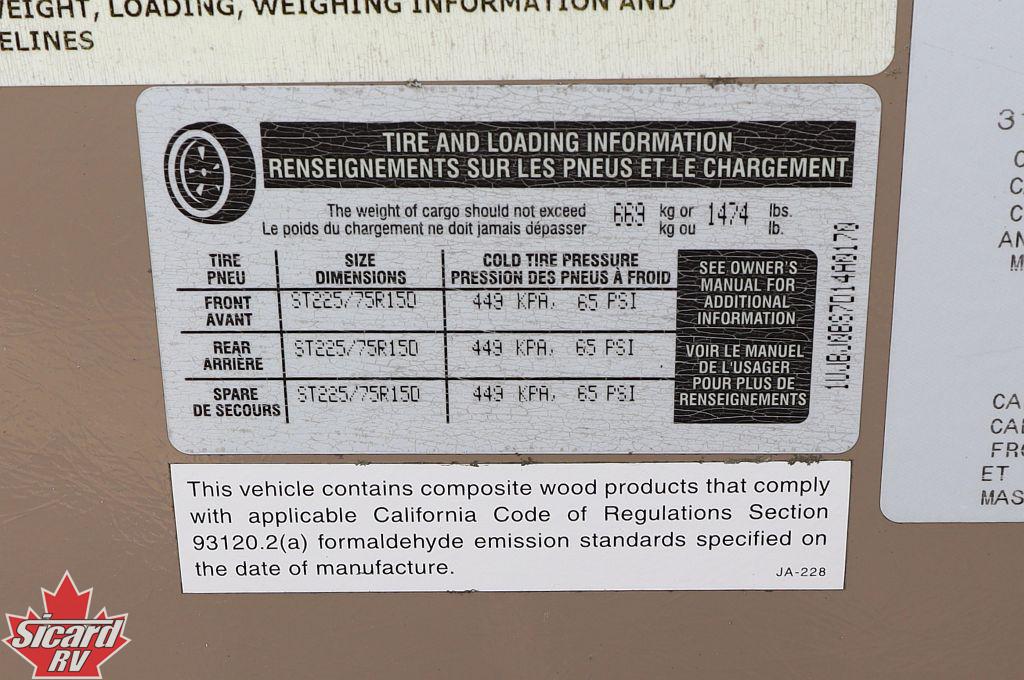 WEIGHT, LOADING, WEIGHING INFORMATION AND
ELINES
TIRE AND LOADING INFORMATION
RENSEIGNEMENTS SUR LES PNEUS ET LE CHARGEMENT
The weight of cargo should not exceed 669 kg or 1474 lbs.
Le poids du chargement ne doit jamais dépasser kg ou lb.
TIRE SIZE COLD TIRE PRESSURE
PNEU DIMENSIONS PRESSION DES PNEUS À FROID
FRONT ST225/75R15D 449 KPA, 65 PSI
AVANT
REAR ST225/75R15D 449 KPA, 65 PSI
ARRIÈRE
SPARE ST225/75R15D 449 KPA, 65 PSI
DE SECOURS
SEE OWNER'S
MANUAL FOR
ADDITIONAL
INFORMATION
VOIR LE MANUEL
DE L'USAGER
POUR PLUS DE
RENSEIGNEMENTS
This vehicle contains composite wood products that comply
with applicable California Code of Regulations Section
93120.2(a) formaldehyde emission standards specified on
the date of manufacture.
JA-228
ET
MAS
Sicard
RV